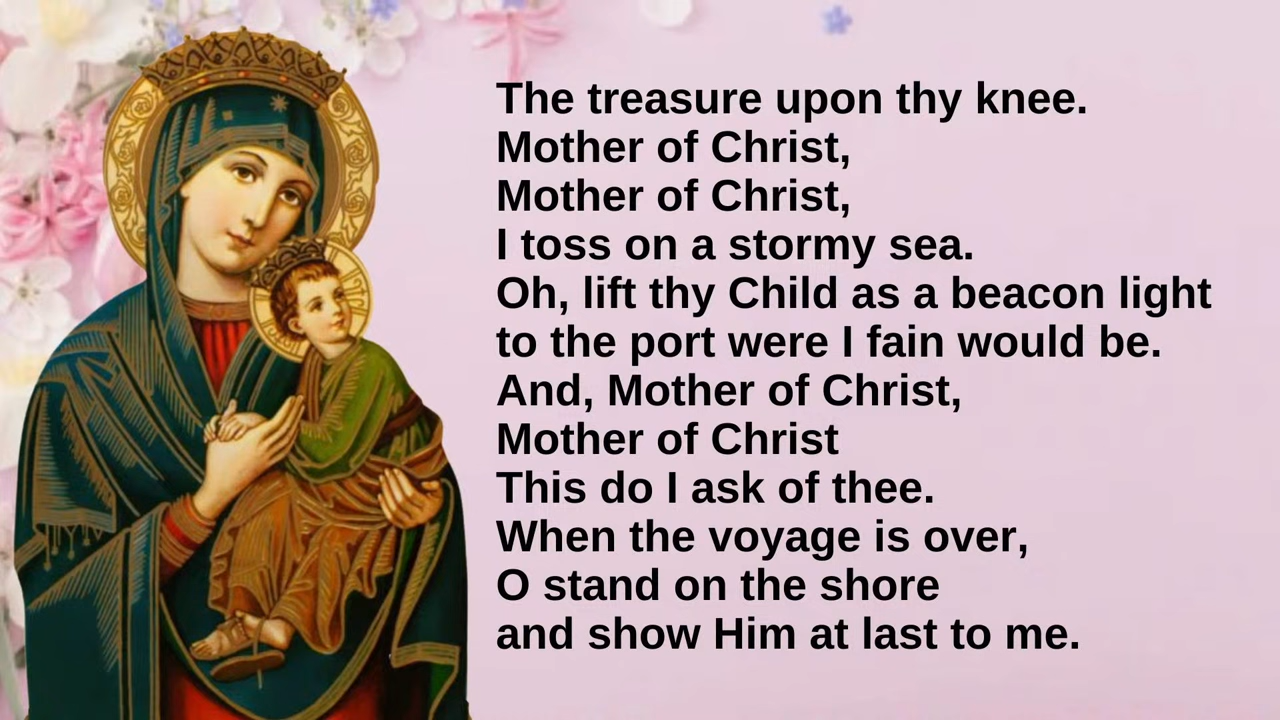 The treasure upon thy knee.
Mother of Christ,
Mother of Christ,
I toss on a stormy sea.
Oh, lift thy Child as a beacon light
to the port were I fain would be.
And, Mother of Christ,
Mother of Christ
This do I ask of thee.
When the voyage is over,
O stand on the shore
and show Him at last to me.